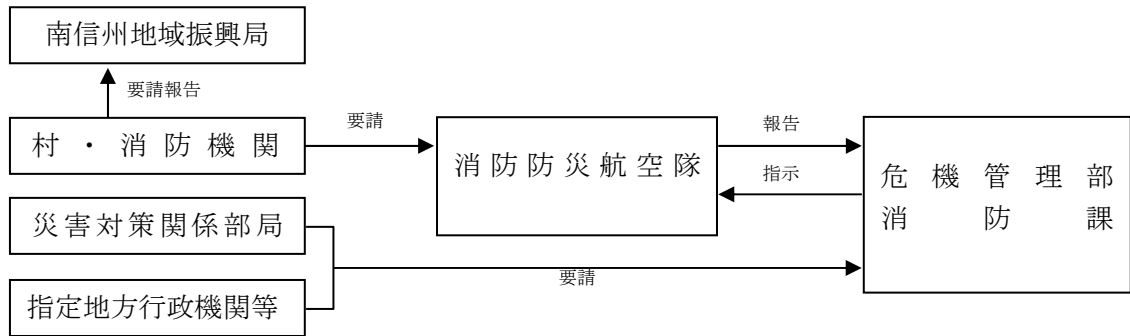 南信州地域振興局
要請報告
村・消防機関
要請
消防防災航空隊
報告
指示
危機管理部
消防課
災害対策関係部局
要請
指定地方行政機関等